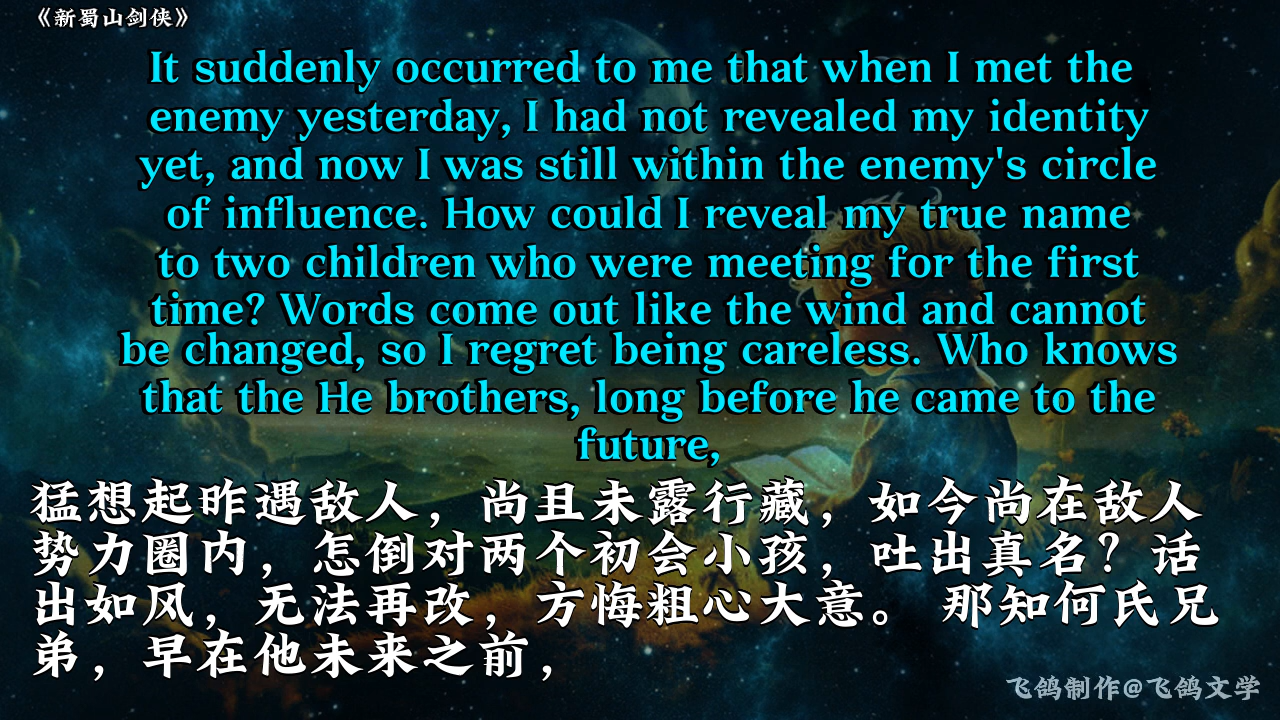 《新蜀山剑侠》
It suddenly occurred to me that when I met the
enemy yesterday, I had not revealed my identity
yet, and now I was still within the enemy's circle
of influence. How could I reveal my true name
to two children who were meeting for the first
time? Words come out like the wind and cannot
be changed, so I regret being careless. Who knows
that the He brothers, long before he came to the
future,
猛想起昨遇敌人，尚且未露行藏，如今尚在敌人
势力圈内，怎倒对两个初会小孩，吐出真名？话
出如风，无法再改，方悔粗心大意。 那知何氏兄
弟，早在他未来之前，
飞鸽制作@飞鸽文学